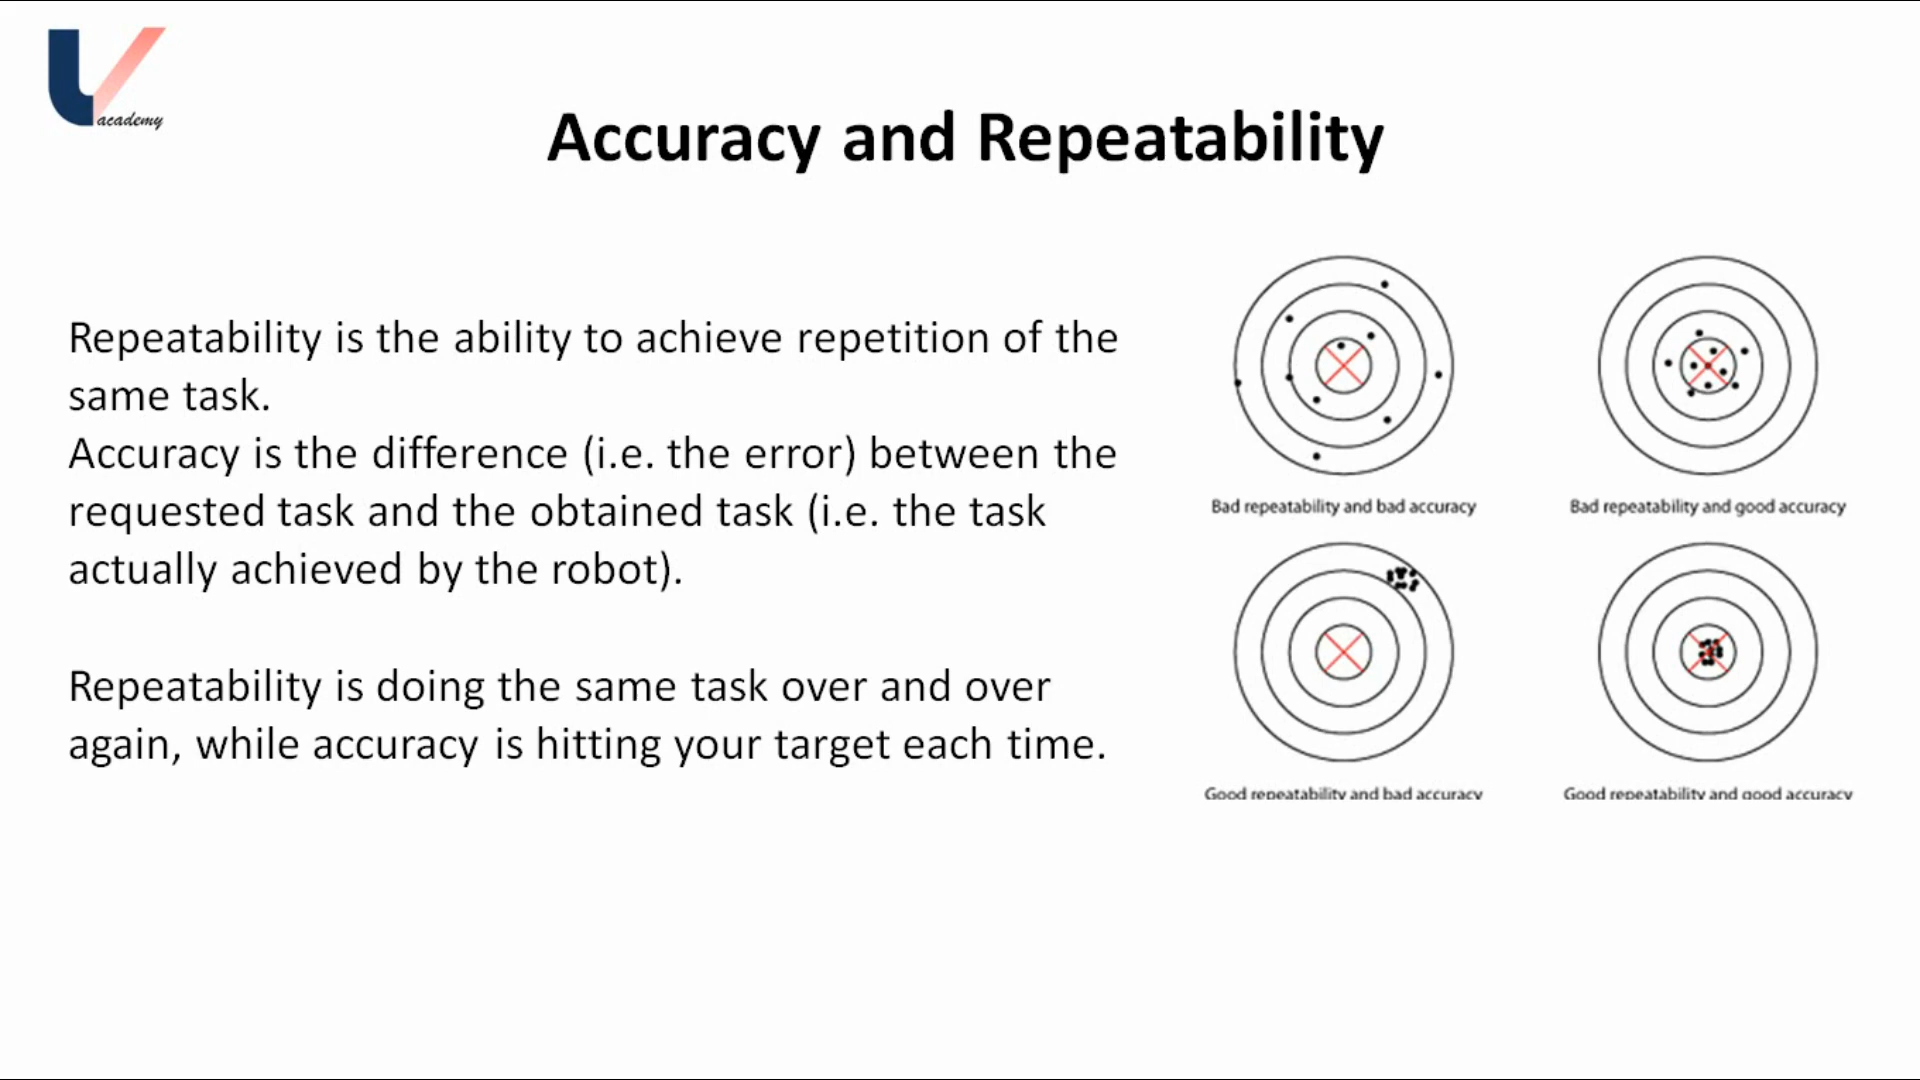 academy
Accuracy and Repeatability
Repeatability is the ability to achieve repetition of the
same task.
Accuracy is the difference (i.e. the error) between the
requested task and the obtained task (i.e. the task
actually achieved by the robot).
Repeatability is doing the same task over and over
again, while accuracy is hitting your target each time.
Bad repeatability and bad accuracy
Bad repeatability and good accuracy
Good repeatability and bad accuracy
Good repeatability and good accuracy